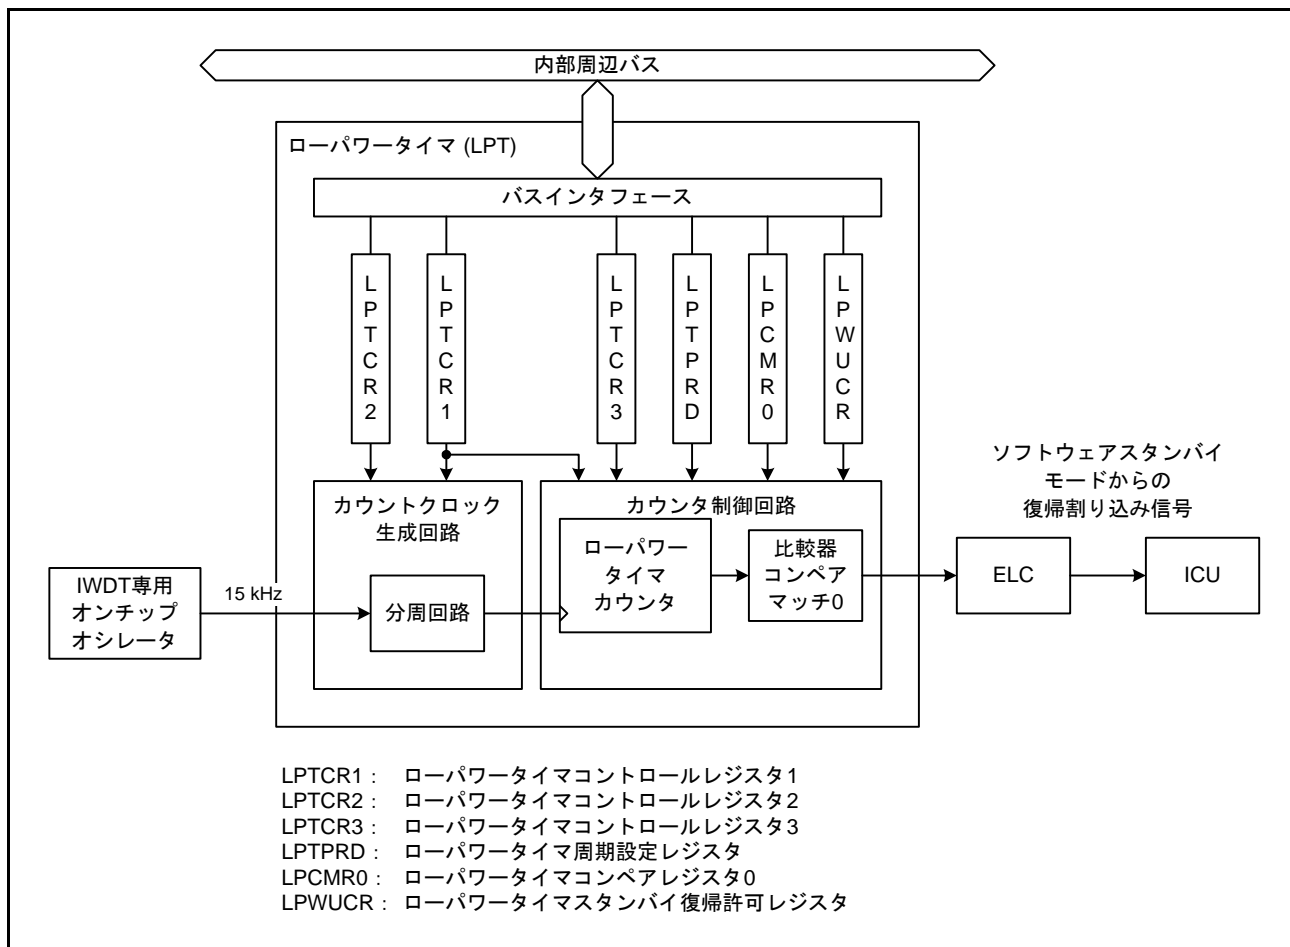 内部周辺バス
ローパワータイマ (LPT)
バスインタフェース
LPTCR2
LPTCR1
LPTCR3
LPTPRD
LPCMR0
LPWUCR
カウントクロック
生成回路
カウンタ制御回路
ローパワー
タイマ
カウンタ
比較器
コンペア
マッチ0
ソフトウェアスタンバイ
モードからの
復帰割り込み信号
IWDT専用
オンチップ
オシレータ
15 kHz
分周回路
ELC
ICU
LPTCR1 : ローパワータイマコントロールレジスタ1
LPTCR2 : ローパワータイマコントロールレジスタ2
LPTCR3 : ローパワータイマコントロールレジスタ3
LPTPRD : ローパワータイマ周期設定レジスタ
LPCMR0 : ローパワータイマコンペアレジスタ0
LPWUCR : ローパワータイマスタンバイ復帰許可レジスタ